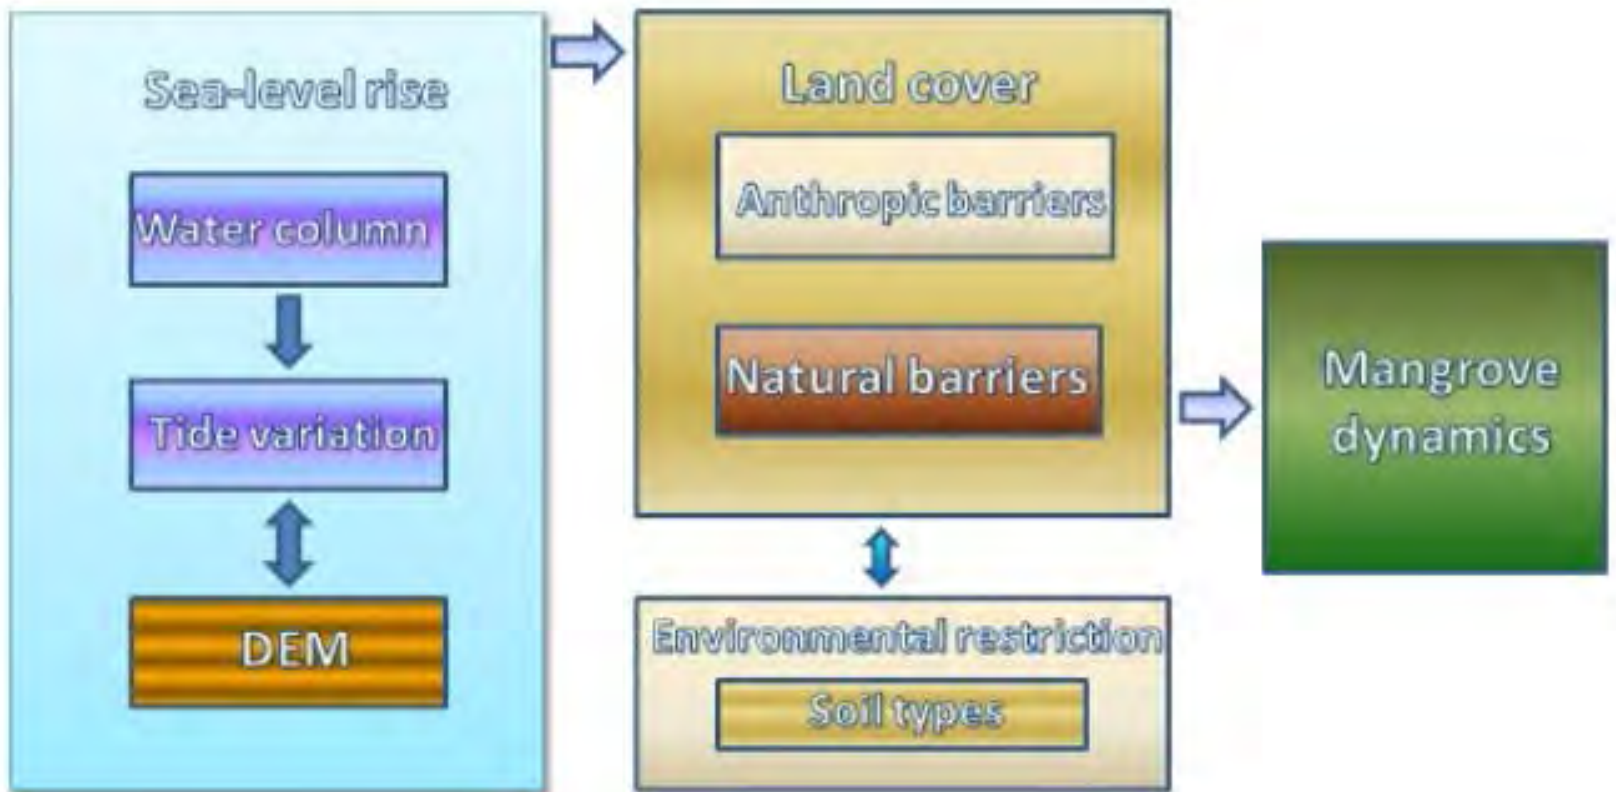 Sea-level rise
Water column
Tide variation
DEM
Land cover
Anthropic barriers
Natural barriers
Environmental restriction
Soil types
Mangrove
dynamics